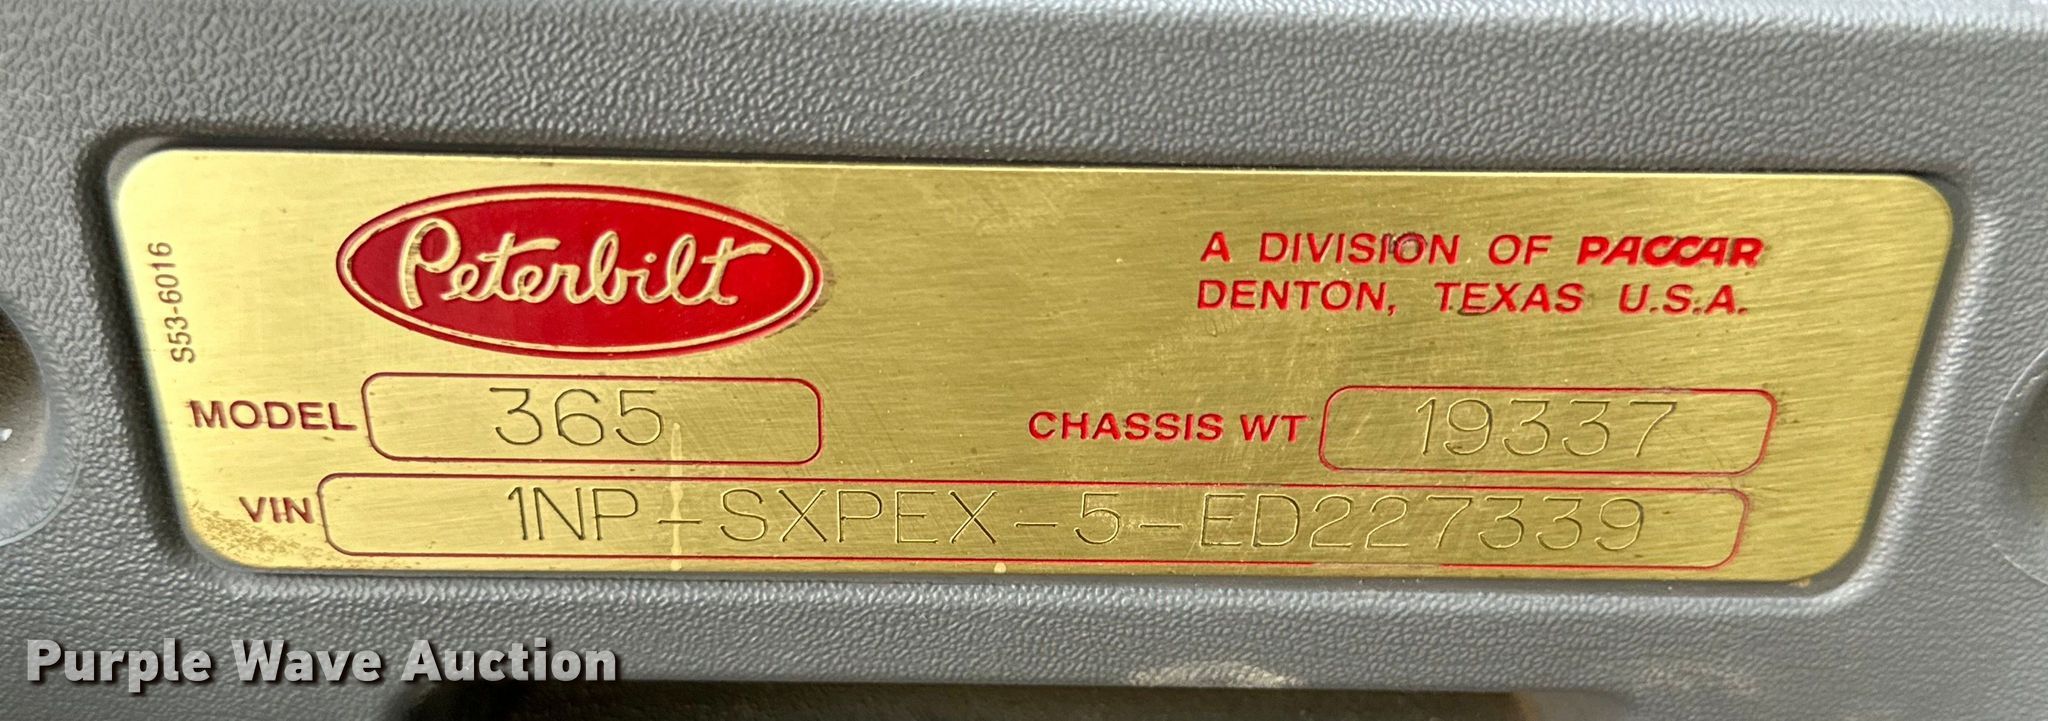 S53-6016
Peterbilt
A DIVISION OF PACCAR
DENTON, TEXAS U.S.A.
MODEL 365
CHASSIS WT 19337
VIN 1NP-SXPEX-5-ED227339
Purple Wave Auction